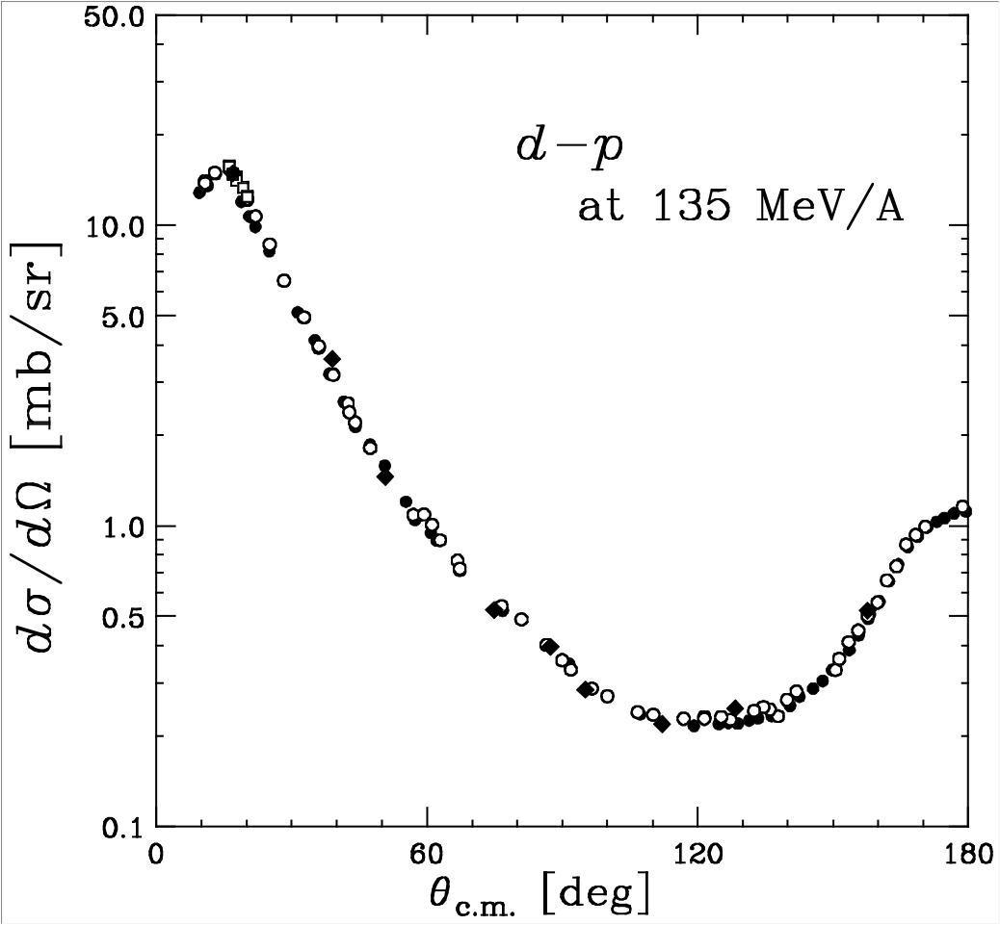 50.0
10.0
5.0
1.0
0.5
0.1
dσ/dΩ [mb/sr]
d−p
at 135 MeV/A
0 60 120 180
θc.m. [deg]